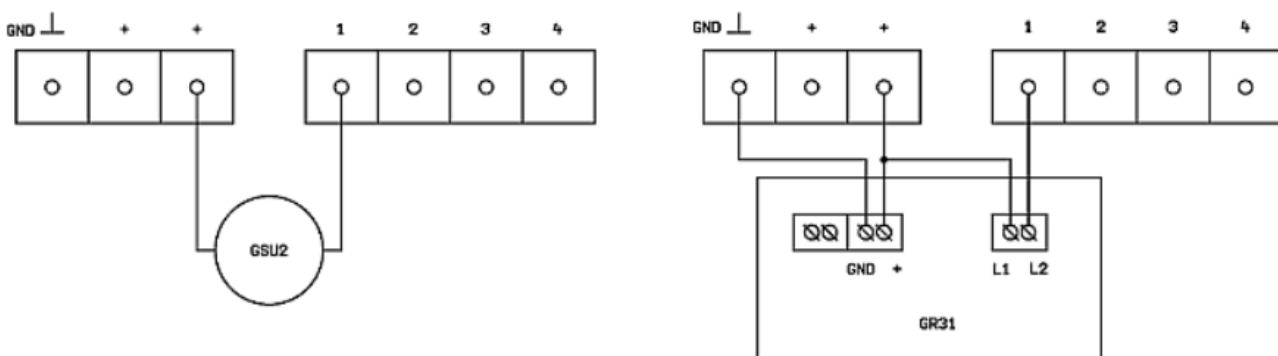 GND + + 1 2 3 4
GSU2
GND + + 1 2 3 4
GND +
L1 L2
GR31